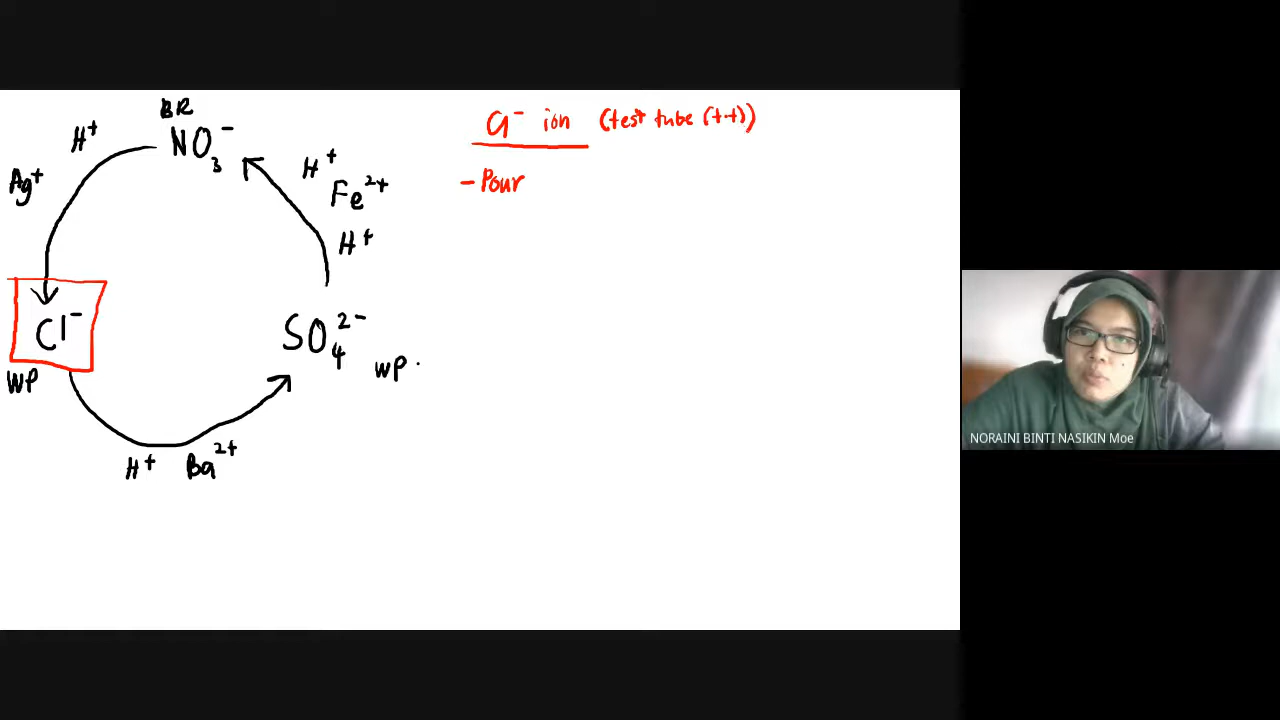 BR
NO3⁻
H⁺
Ag⁺
H⁺
Fe²⁺
H⁺
Cl⁻
WP
SO4²⁻
WP
H⁺ Ba²⁺
Cl⁻ ion (test tube (t-t))
- Pour
NORAINI BINTI NASIKIN Moe